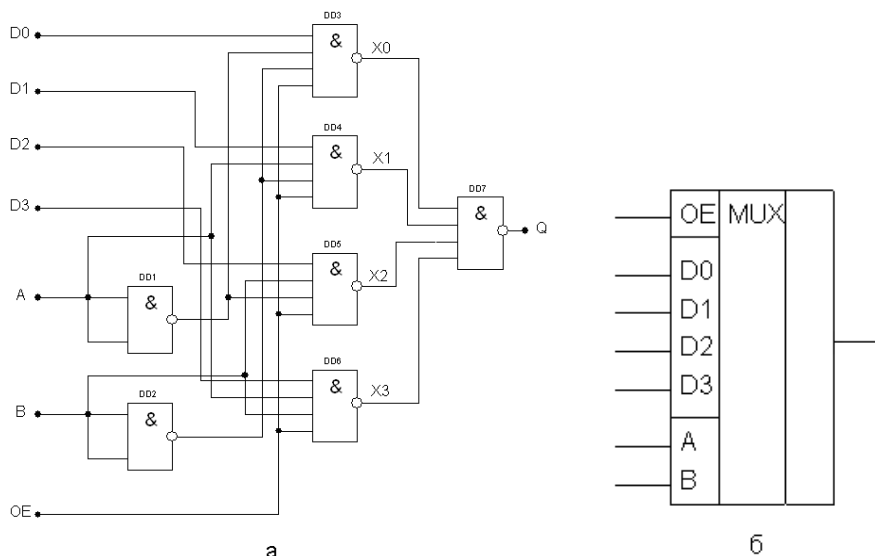 DD3
D0
&
X0
D1
DD4
&
X1
D2
DD7
D3
&
Q
DD5
&
X2
A
DD1
&
DD6
&
X3
B
DD2
&
OE
а
OE MUX
D0
D1
D2
D3
A
B
б